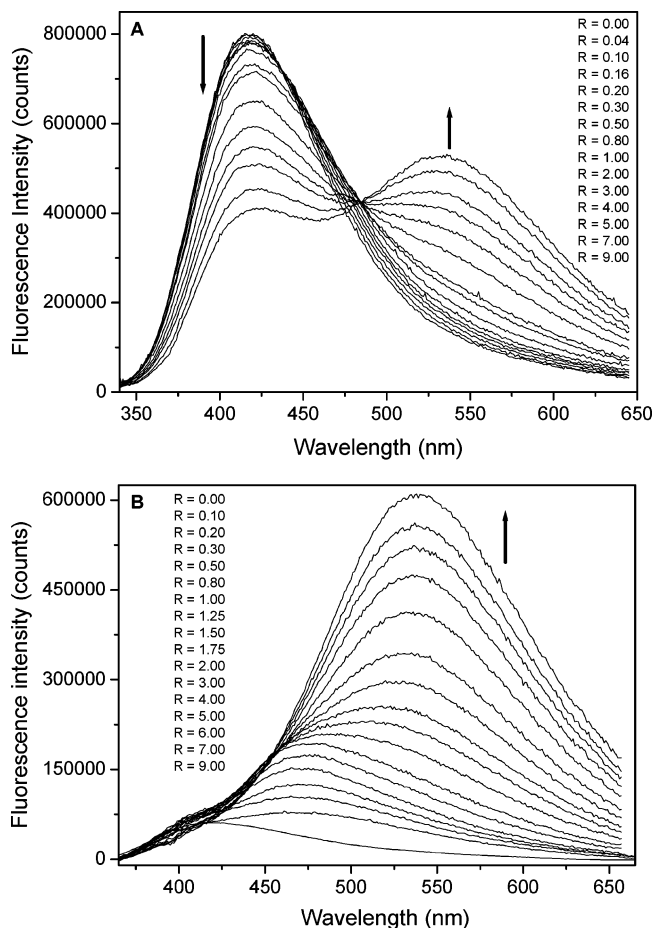 A
800000
600000
400000
200000
0
Fluorescence Intensity (counts)
R = 0.00
R = 0.04
R = 0.10
R = 0.16
R = 0.20
R = 0.30
R = 0.50
R = 0.80
R = 1.00
R = 2.00
R = 3.00
R = 4.00
R = 5.00
R = 7.00
R = 9.00
350 400 450 500 550 600 650
Wavelength (nm)
B
600000
450000
300000
150000
0
Fluorescence intensity (counts)
R = 0.00
R = 0.10
R = 0.20
R = 0.30
R = 0.50
R = 0.80
R = 1.00
R = 1.25
R = 1.50
R = 1.75
R = 2.00
R = 3.00
R = 4.00
R = 5.00
R = 6.00
R = 7.00
R = 9.00
400 450 500 550 600 650
Wavelength (nm)